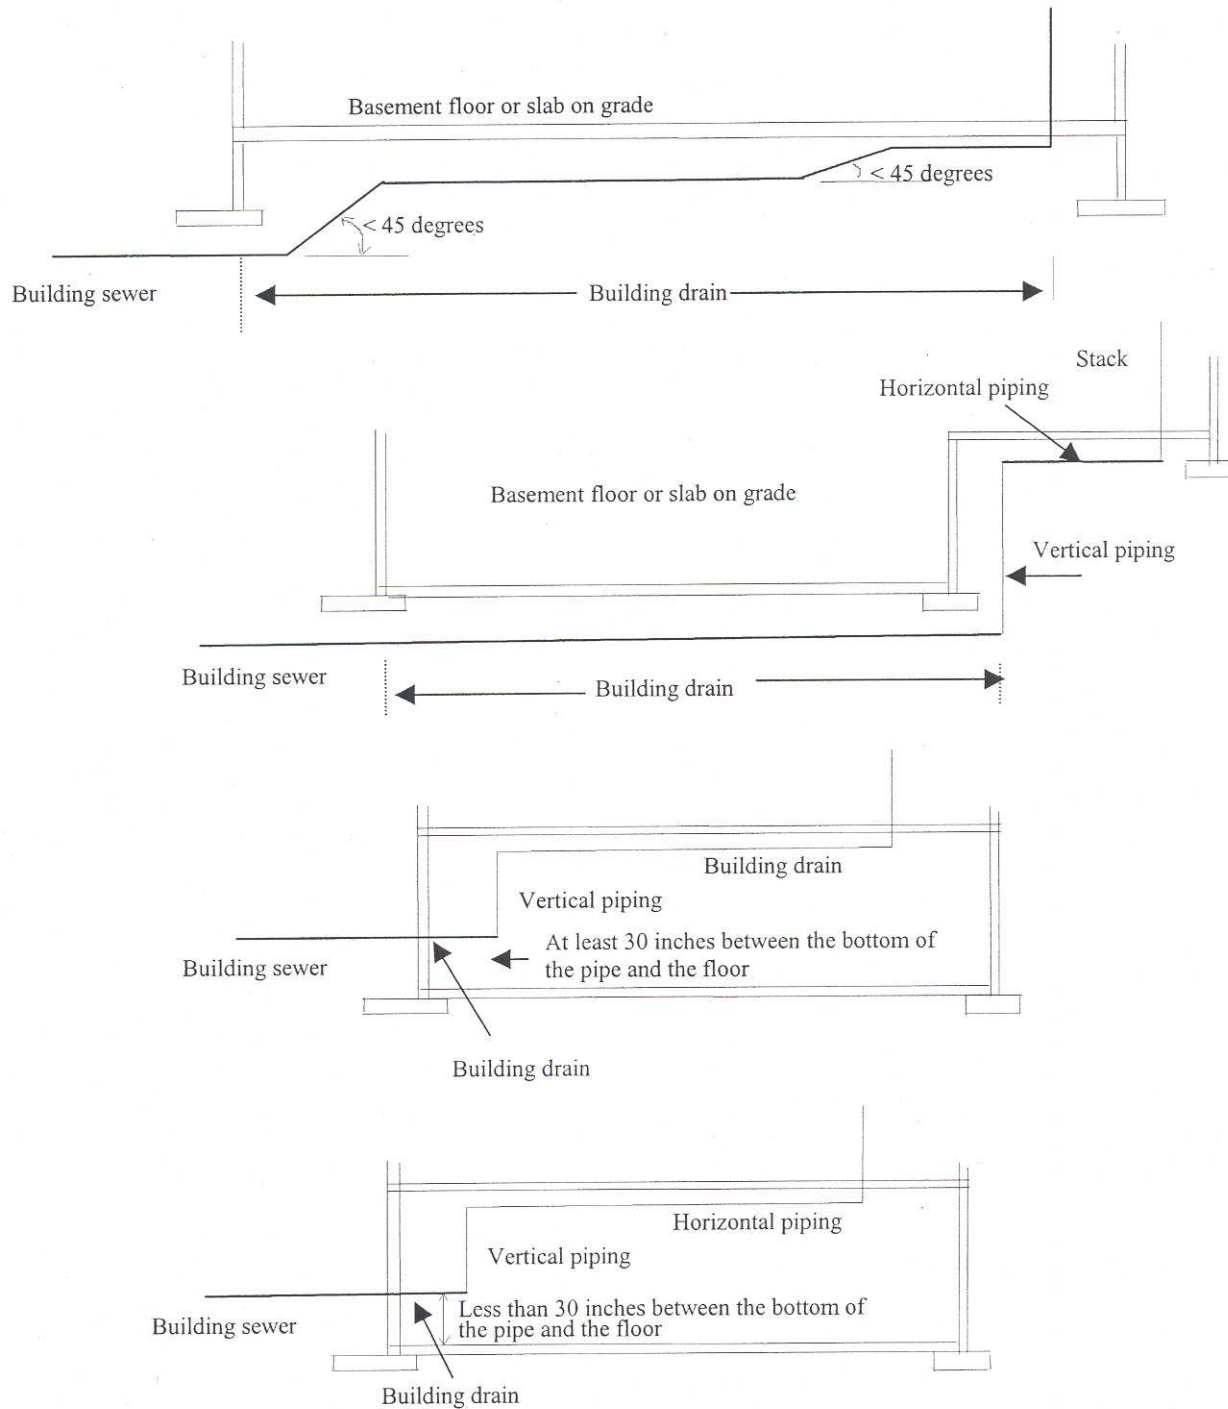 Basement floor or slab on grade
< 45 degrees
< 45 degrees
Building sewer
Building drain
Stack
Horizontal piping
Basement floor or slab on grade
Vertical piping
Building sewer
Building drain
Building drain
Vertical piping
At least 30 inches between the bottom of
the pipe and the floor
Building sewer
Building drain
Horizontal piping
Vertical piping
Less than 30 inches between the bottom of
the pipe and the floor
Building sewer
Building drain